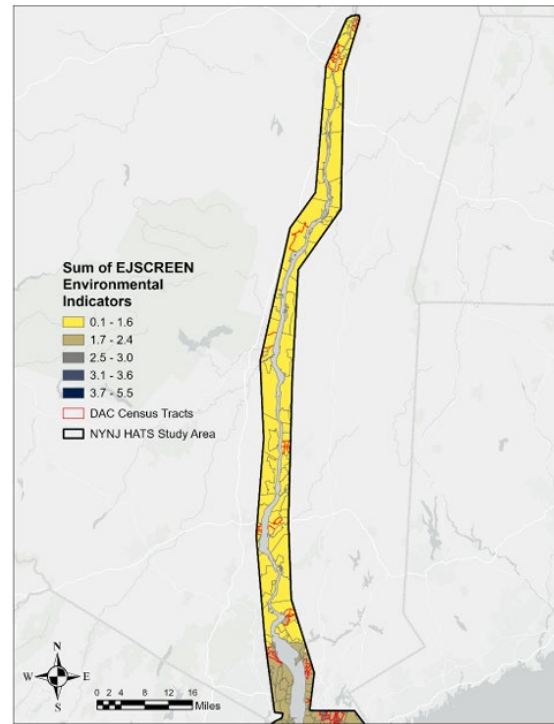 Sum of EJSCREEN
Environmental
Indicators
0.1 - 1.6
1.7 - 2.4
2.5 - 3.0
3.1 - 3.6
3.7 - 5.5
DAC Census Tracts
NYNJ HATS Study Area
N
W E
S
0 2 4 8 12 16
Miles